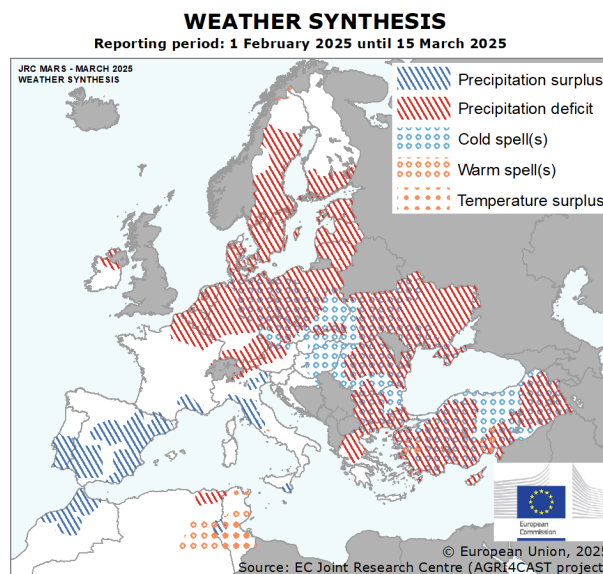 WEATHER SYNTHESIS
Reporting period: 1 February 2025 until 15 March 2025
JRC MARS - MARCH 2025
WEATHER SYNTHESIS
Precipitation surplus
Precipitation deficit
Cold spell(s)
Warm spell(s)
Temperature surplus
European
Commission
© European Union, 2025
Source: EC Joint Research Centre (AGRI4CAST project